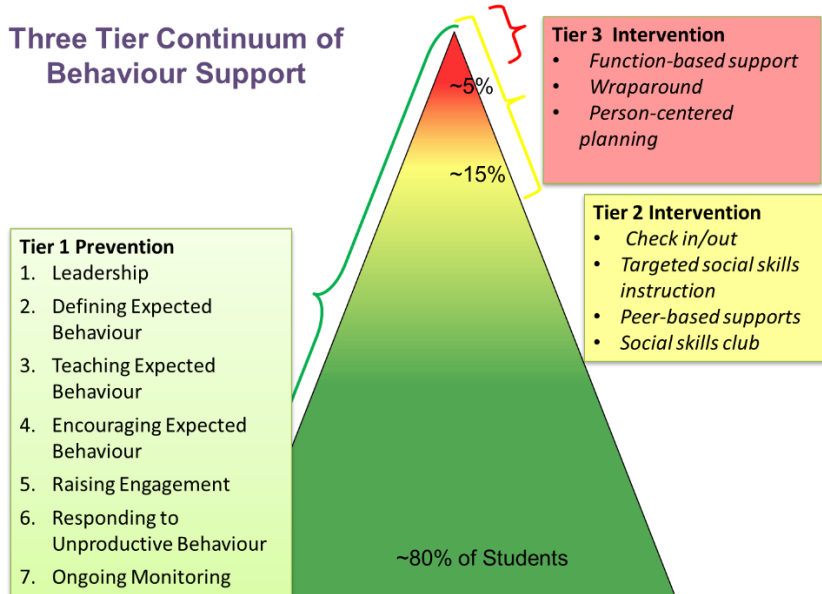 Three Tier Continuum of
Behaviour Support
Tier 3  Intervention
• Function-based support
• Wraparound
• Person-centered
planning
~5%
~15%
Tier 2 Intervention
• Check in/out
• Targeted social skills
instruction
• Peer-based supports
• Social skills club
Tier 1 Prevention
1. Leadership
2. Defining Expected
Behaviour
3. Teaching Expected
Behaviour
4. Encouraging Expected
Behaviour
5. Raising Engagement
6. Responding to
Unproductive Behaviour
7. Ongoing Monitoring
~80% of Students